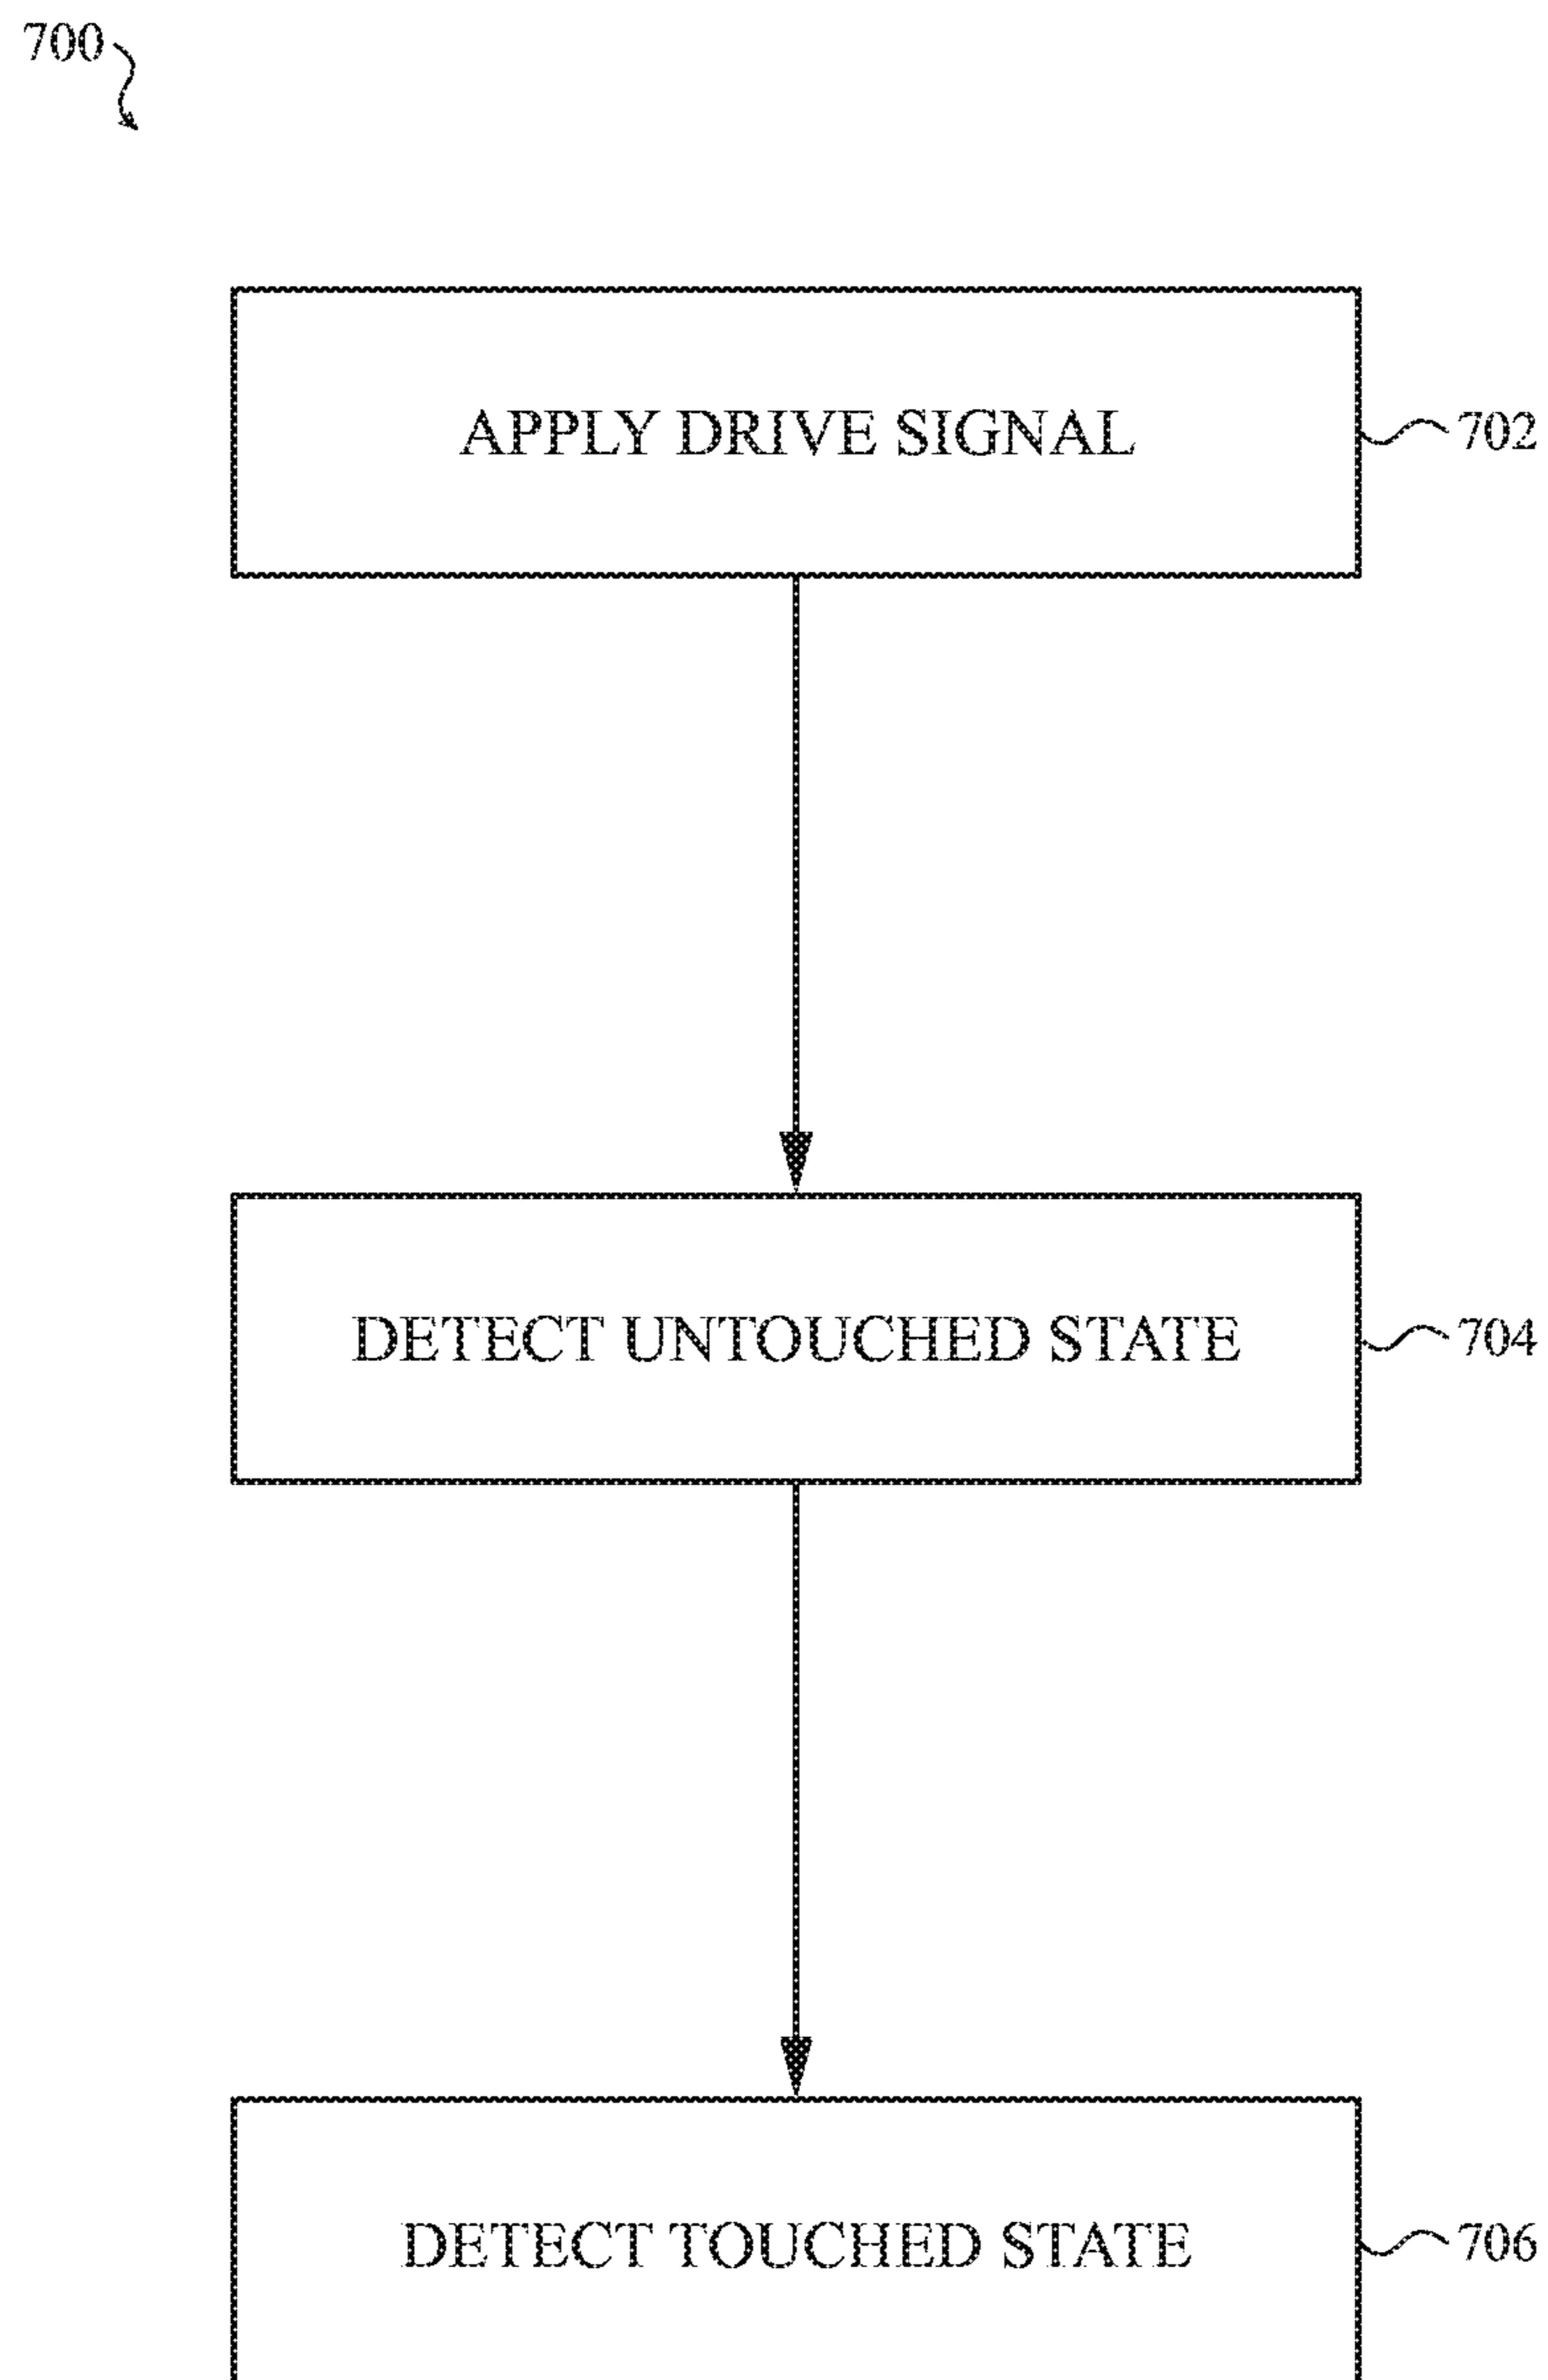 700
APPLY DRIVE SIGNAL
702
DETECT UNTOUCHED STATE
704
DETECT TOUCHED STATE
706